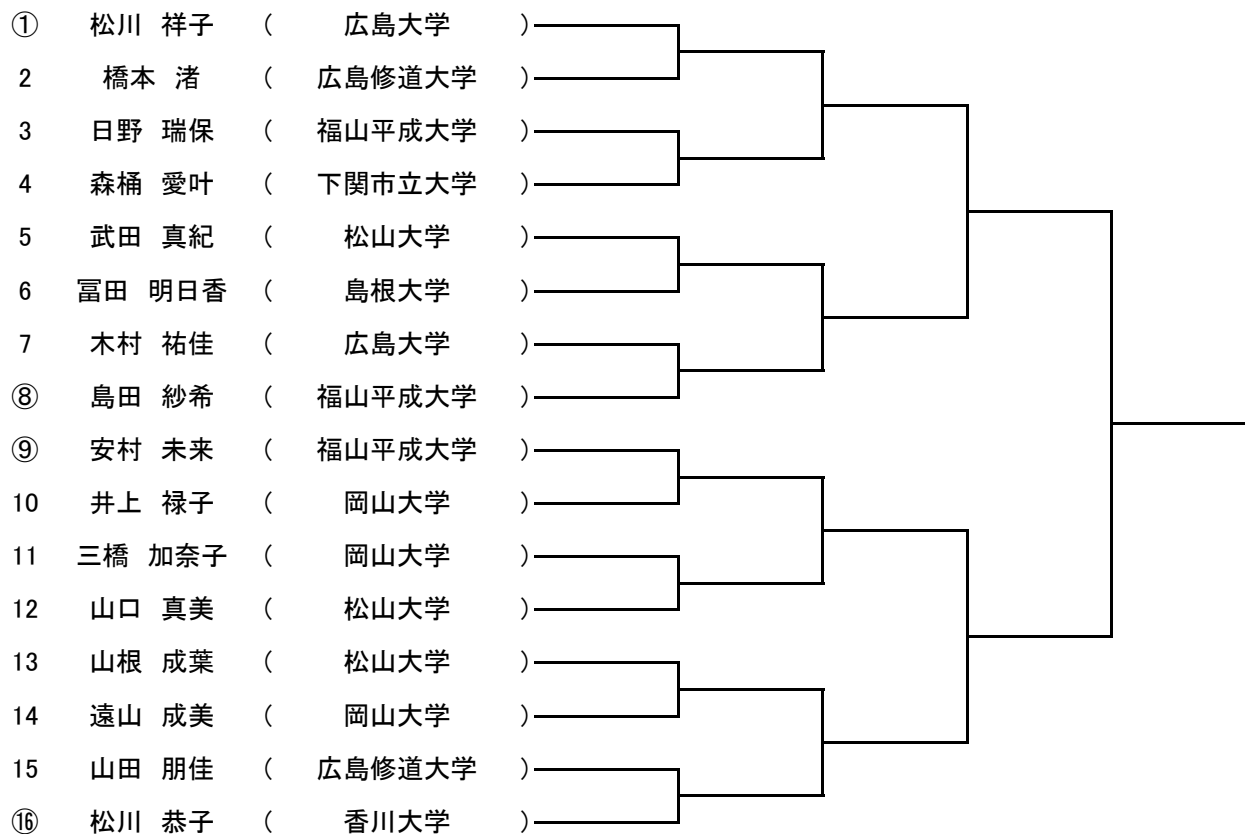 ① 松川 祥子 ( 広島大学 )
2 橋本 渚 ( 広島修道大学 )
3 日野 瑞保 ( 福山平成大学 )
4 森桶 愛叶 ( 下関市立大学 )
5 武田 真紀 ( 松山大学 )
6 冨田 明日香 ( 島根大学 )
7 木村 祐佳 ( 広島大学 )
⑧ 島田 紗希 ( 福山平成大学 )
⑨ 安村 未来 ( 福山平成大学 )
10 井上 禄子 ( 岡山大学 )
11 三橋 加奈子 ( 岡山大学 )
12 山口 真美 ( 松山大学 )
13 山根 成葉 ( 松山大学 )
14 遠山 成美 ( 岡山大学 )
15 山田 朋佳 ( 広島修道大学 )
⑯ 松川 恭子 ( 香川大学 )